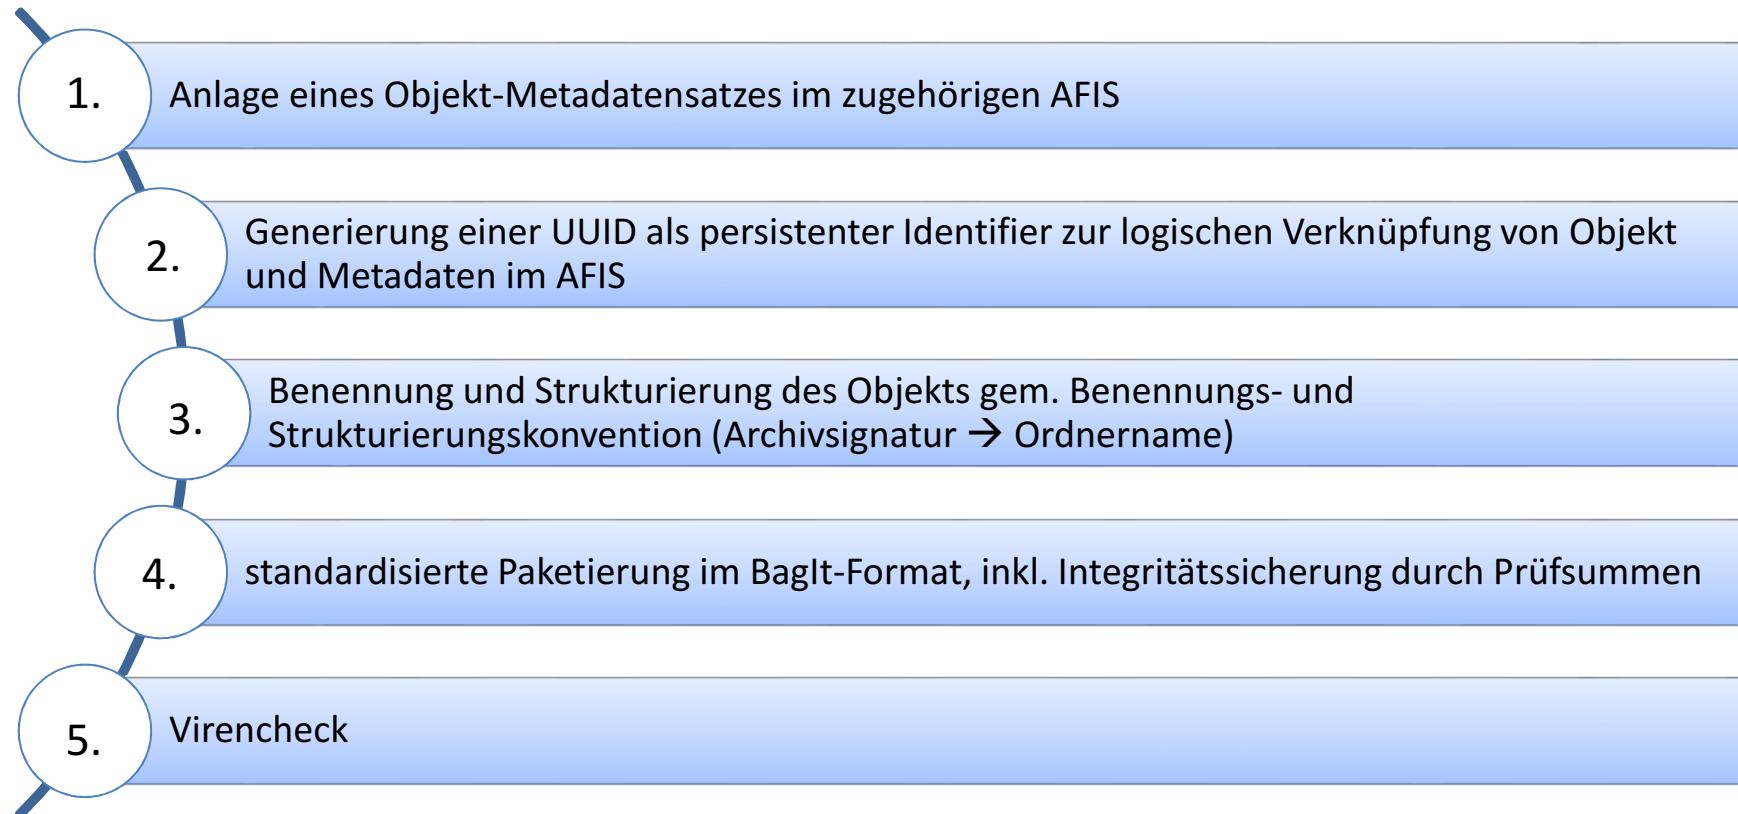 1.
Anlage eines Objekt-Metadatensatzes im zugehörigen AFIS
2.
Generierung einer UUID als persistenter Identifier zur logischen Verknüpfung von Objekt
und Metadaten im AFIS
3.
Benennung und Strukturierung des Objekts gem. Benennungs- und
Strukturierungskonvention (Archivsignatur → Ordnername)
4.
standardisierte Paketierung im BagIt-Format, inkl. Integritätssicherung durch Prüfsummen
5.
Virencheck